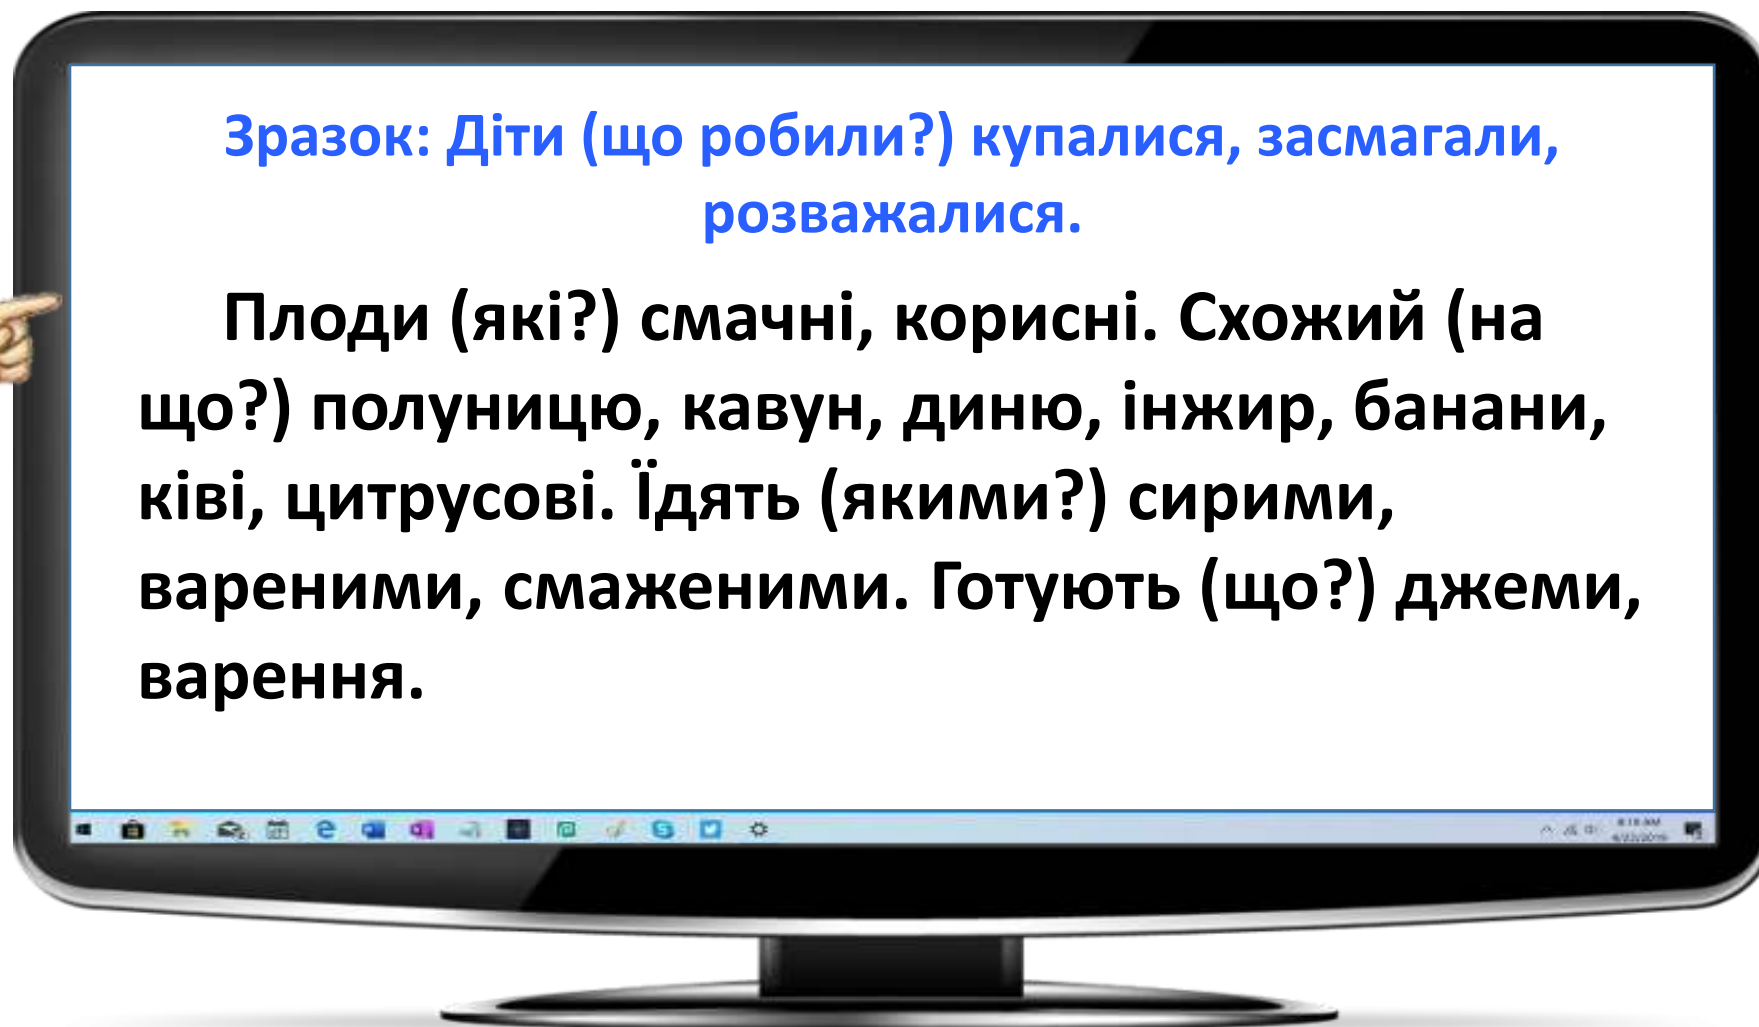 Зразок: Діти (що робили?) купалися, засмагали,
розважалися.
Плоди (які?) смачні, корисні. Схожий (на
що?) полуницю, кавун, диню, інжир, банани,
ківі, цитрусові. Їдять (якими?) сирими,
вареними, смаженими. Готують (що?) джеми,
варення.